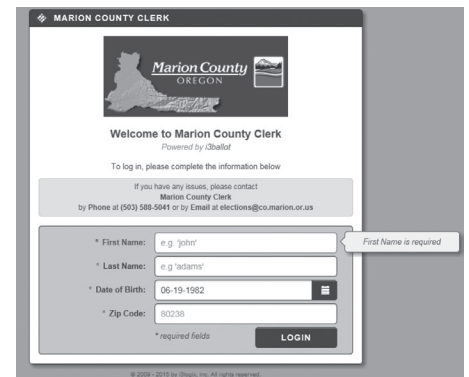 MARION COUNTY CLERK
Marion County
OREGON
Welcome to Marion County Clerk
Powered by i3ballot
To log in, please complete the information below
If you have any issues, please contact
Marion County Clerk
by Phone at (503) 588-5041 or by Email at elections@co.marion.or.us
* First Name: e.g. 'john' First Name is required
* Last Name: e.g 'adams'
* Date of Birth: 06-19-1982
* Zip Code: 80238
* required fields LOGIN
© 2009 - 2015 by i3logix, Inc. All rights reserved.